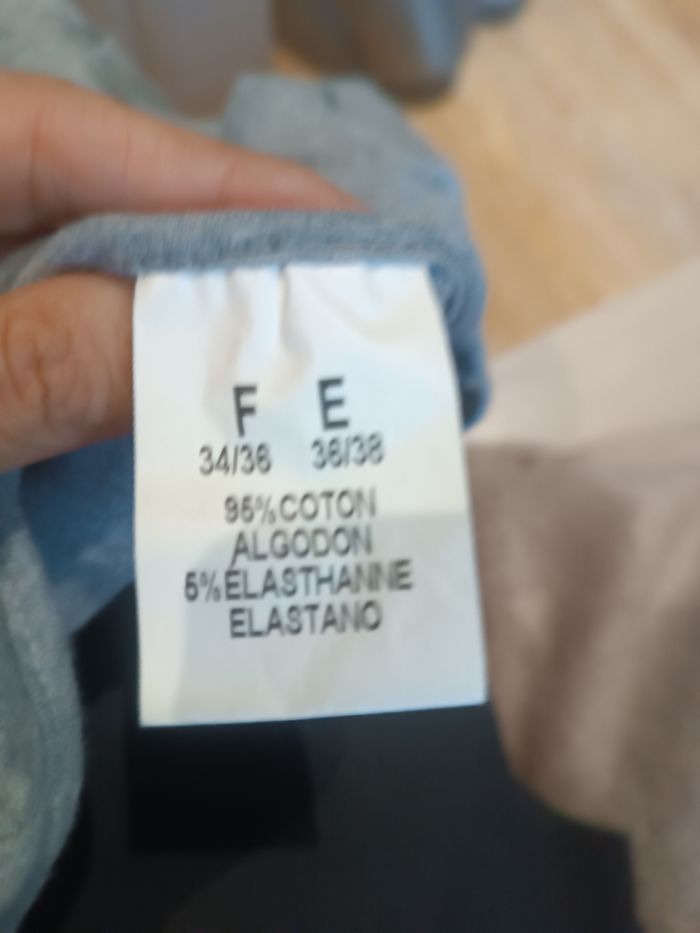 F E
34/36 36/38
95%COTON
ALGODON
5%ELASTHANNE
ELASTANO